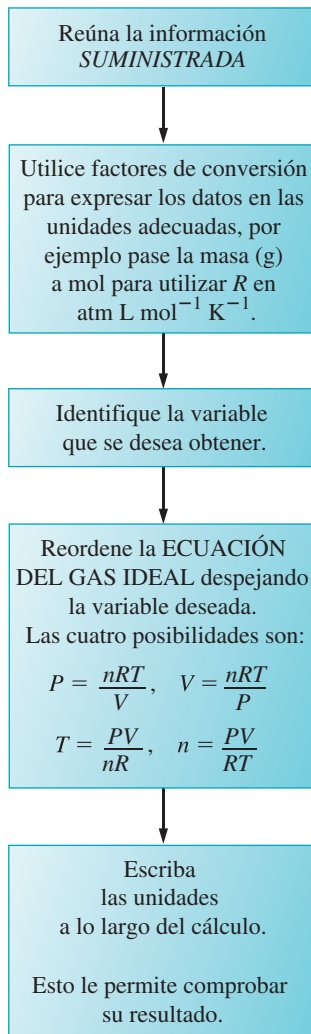 Reúna la información
SUMINISTRADA
Utilice factores de conversión
para expresar los datos en las
unidades adecuadas, por
ejemplo pase la masa (g)
a mol para utilizar R en
atm L mol⁻¹ K⁻¹.
Identifique la variable
que se desea obtener.
Reordene la ECUACIÓN
DEL GAS IDEAL despejando
la variable deseada.
Las cuatro posibilidades son:
P = nRT/V, V = nRT/P
T = PV/nR, n = PV/RT
Escriba
las unidades
a lo largo del cálculo.
Esto le permite comprobar
su resultado.